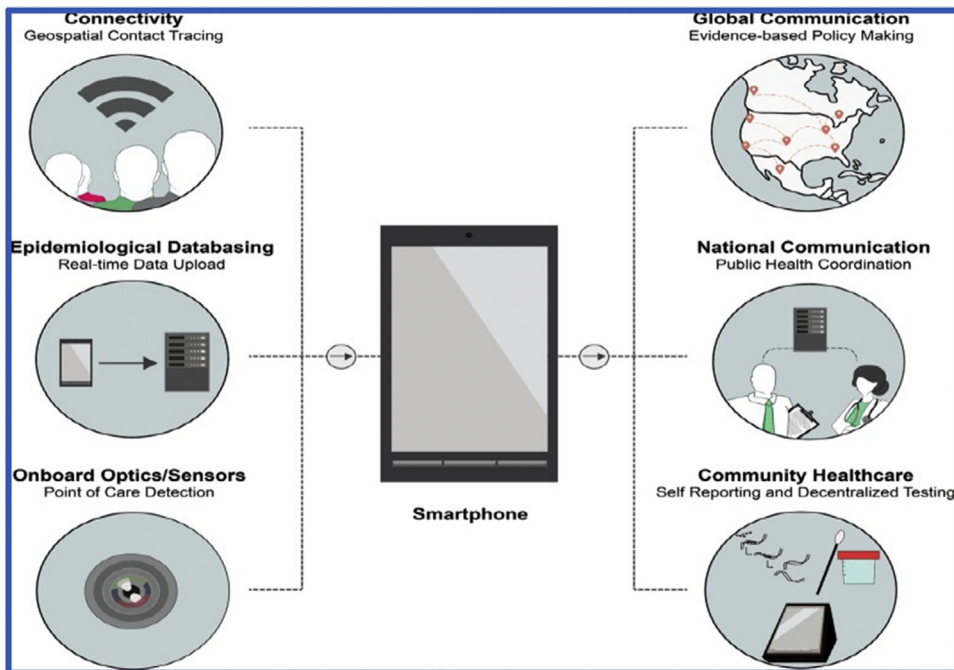 Connectivity
Geospatial Contact Tracing
Epidemiological Databasing
Real-time Data Upload
Onboard Optics/Sensors
Point of Care Detection
Smartphone
Global Communication
Evidence-based Policy Making
National Communication
Public Health Coordination
Community Healthcare
Self Reporting and Decentralized Testing